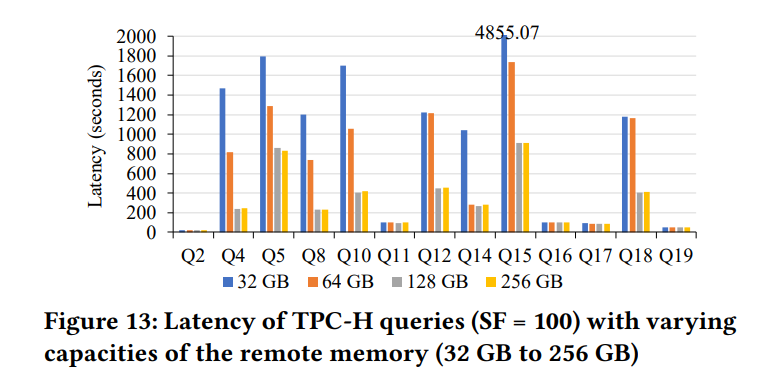 4855.07
2000
1800
1600
1400
1200
1000
800
600
400
200
0
Latency (seconds)
Q2 Q4 Q5 Q8 Q10 Q11 Q12 Q14 Q15 Q16 Q17 Q18 Q19
32 GB 64 GB 128 GB 256 GB
Figure 13: Latency of TPC-H queries (SF = 100) with varying
capacities of the remote memory (32 GB to 256 GB)